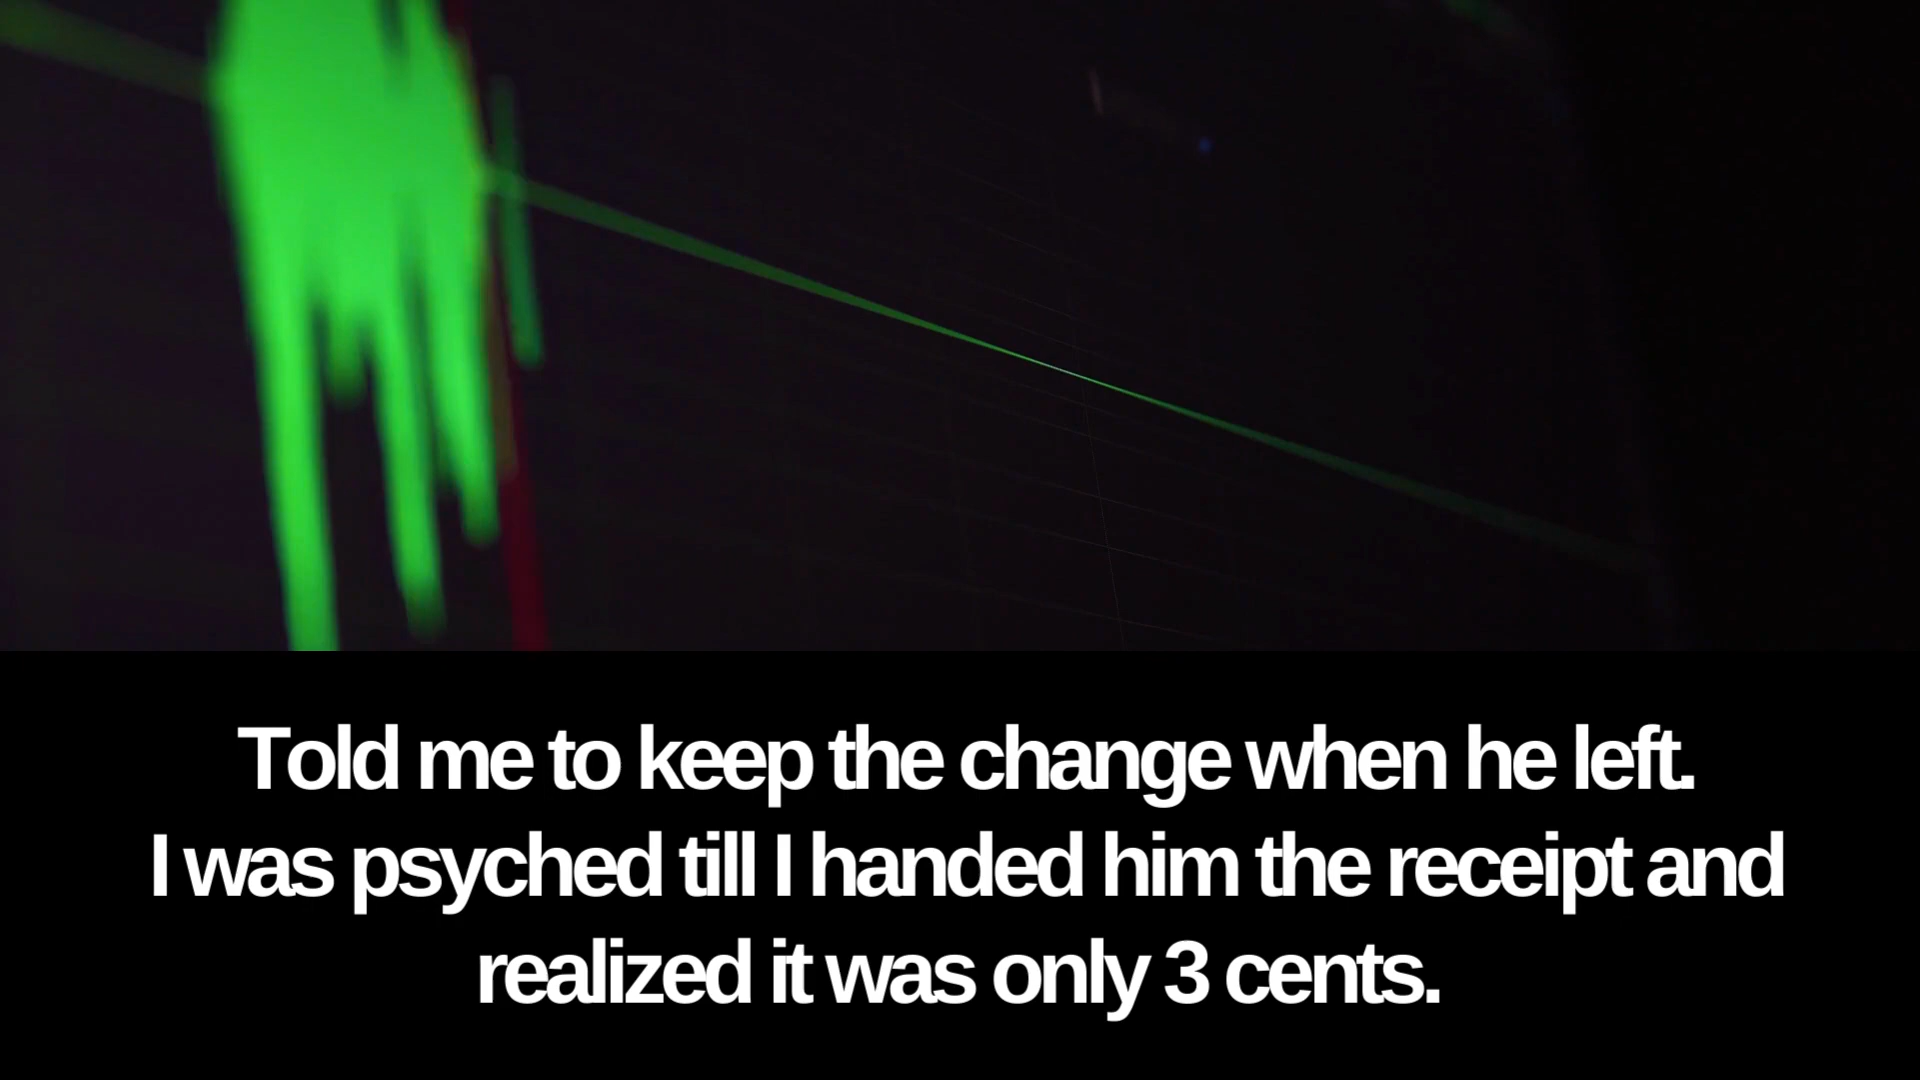 Told me to keep the change when he left.
I was psyched till I handed him the receipt and
realized it was only 3 cents.